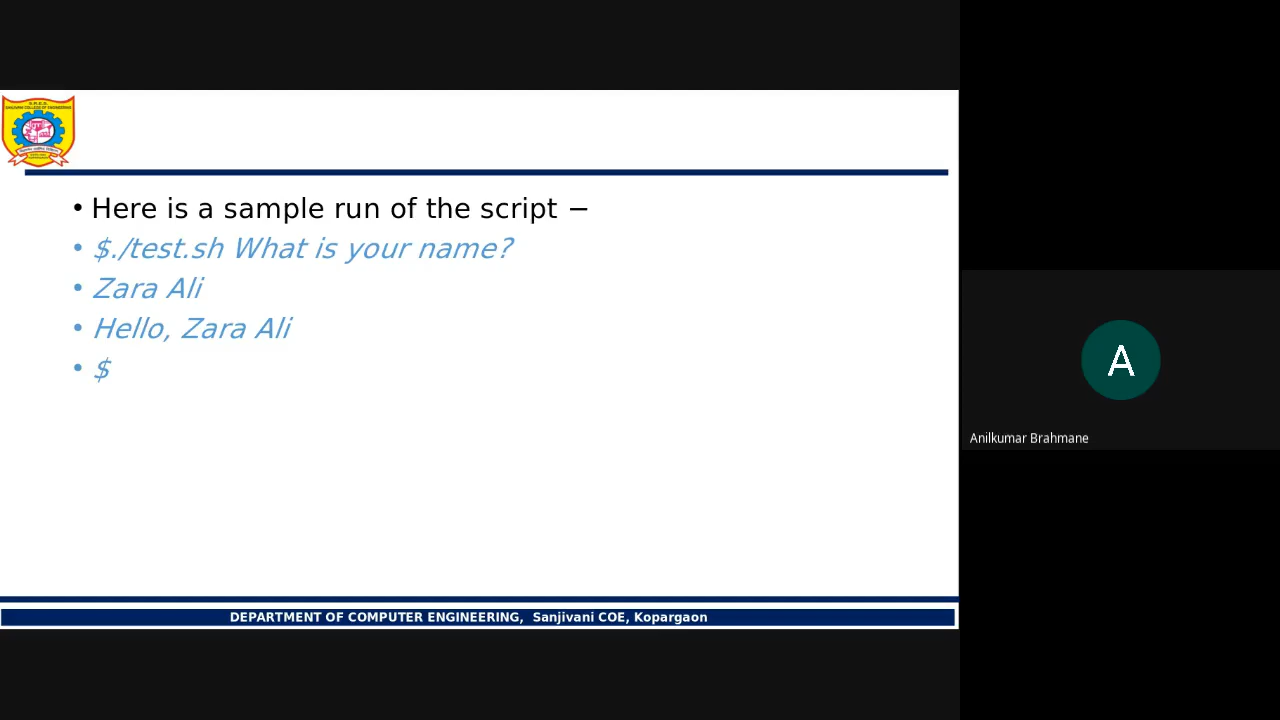 • Here is a sample run of the script −
• $./test.sh What is your name?
• Zara Ali
• Hello, Zara Ali
• $
DEPARTMENT OF COMPUTER ENGINEERING, Sanjivani COE, Kopargaon
A
Anilkumar Brahmane